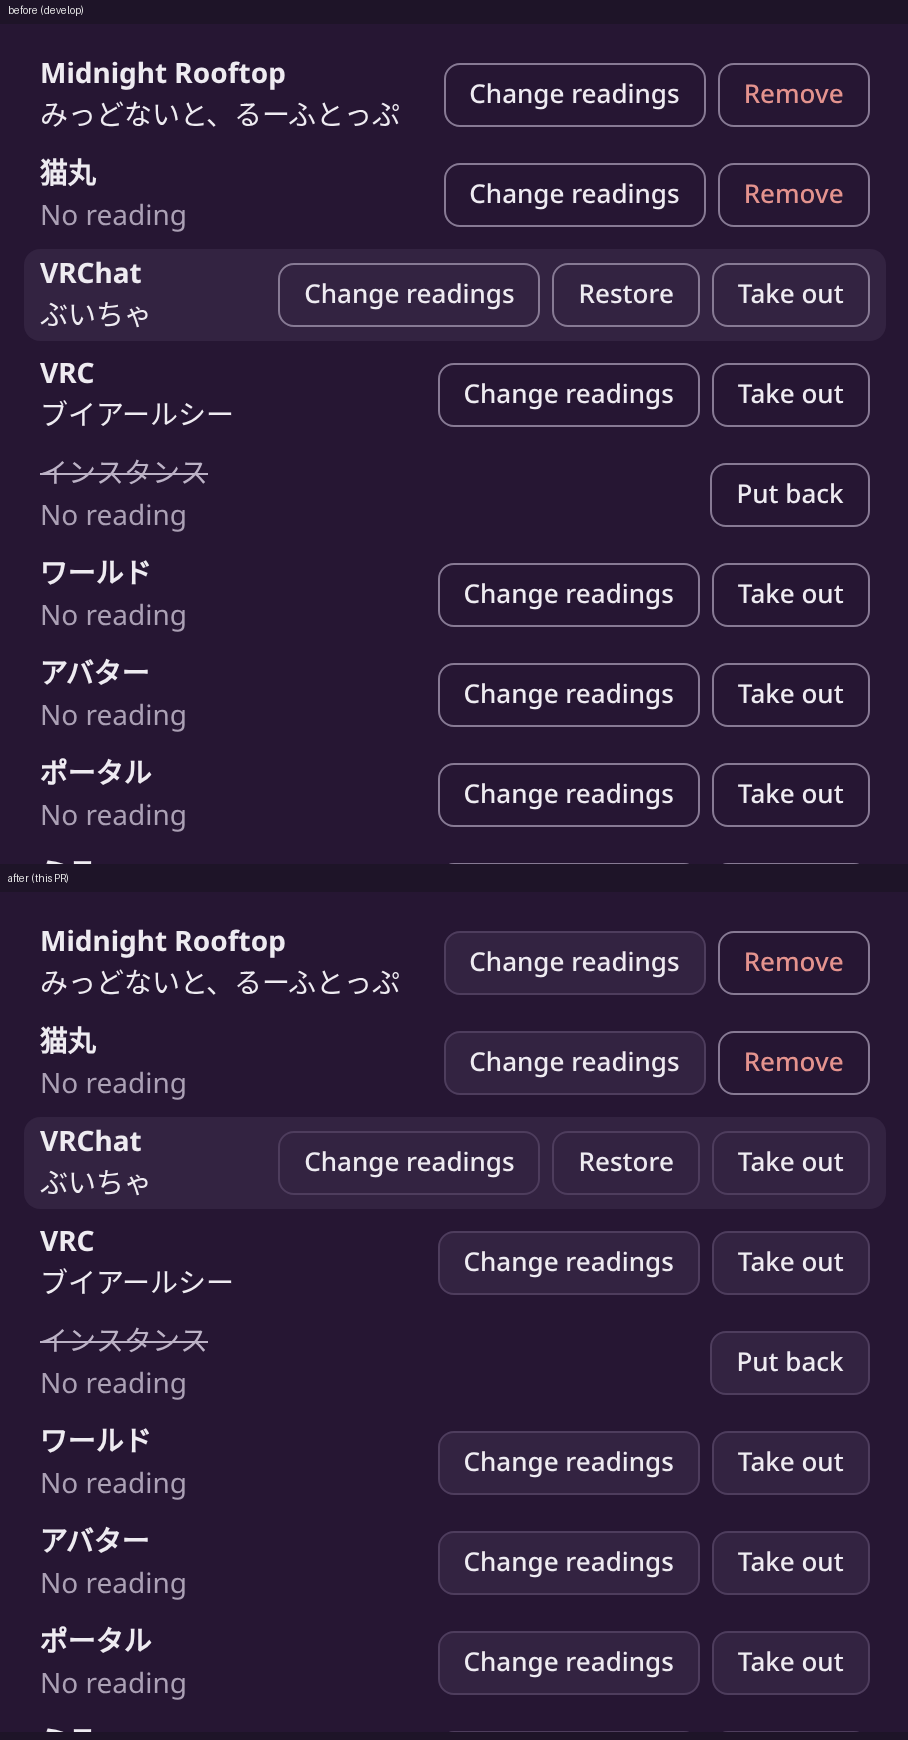 before (develop)
Midnight Rooftop
みっどないと、るーふとっぷ
Change readings
Remove
猫丸
No reading
Change readings
Remove
VRChat
ぶいちゃ
Change readings
Restore
Take out
VRC
ブイアールシー
Change readings
Take out
インスタンス
No reading
Put back
ワールド
No reading
Change readings
Take out
アバター
No reading
Change readings
Take out
ポータル
No reading
Change readings
Take out
after (this PR)
Midnight Rooftop
みっどないと、るーふとっぷ
Change readings
Remove
猫丸
No reading
Change readings
Remove
VRChat
ぶいちゃ
Change readings
Restore
Take out
VRC
ブイアールシー
Change readings
Take out
インスタンス
No reading
Put back
ワールド
No reading
Change readings
Take out
アバター
No reading
Change readings
Take out
ポータル
No reading
Change readings
Take out